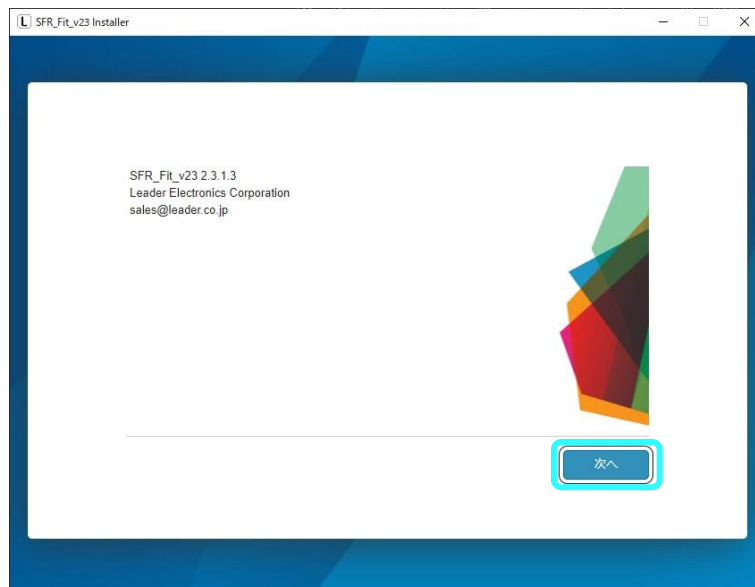 L SFR_Fit_v23 Installer
SFR_Fit_v23 2.3.1.3
Leader Electronics Corporation
sales@leader.co.jp
次へ